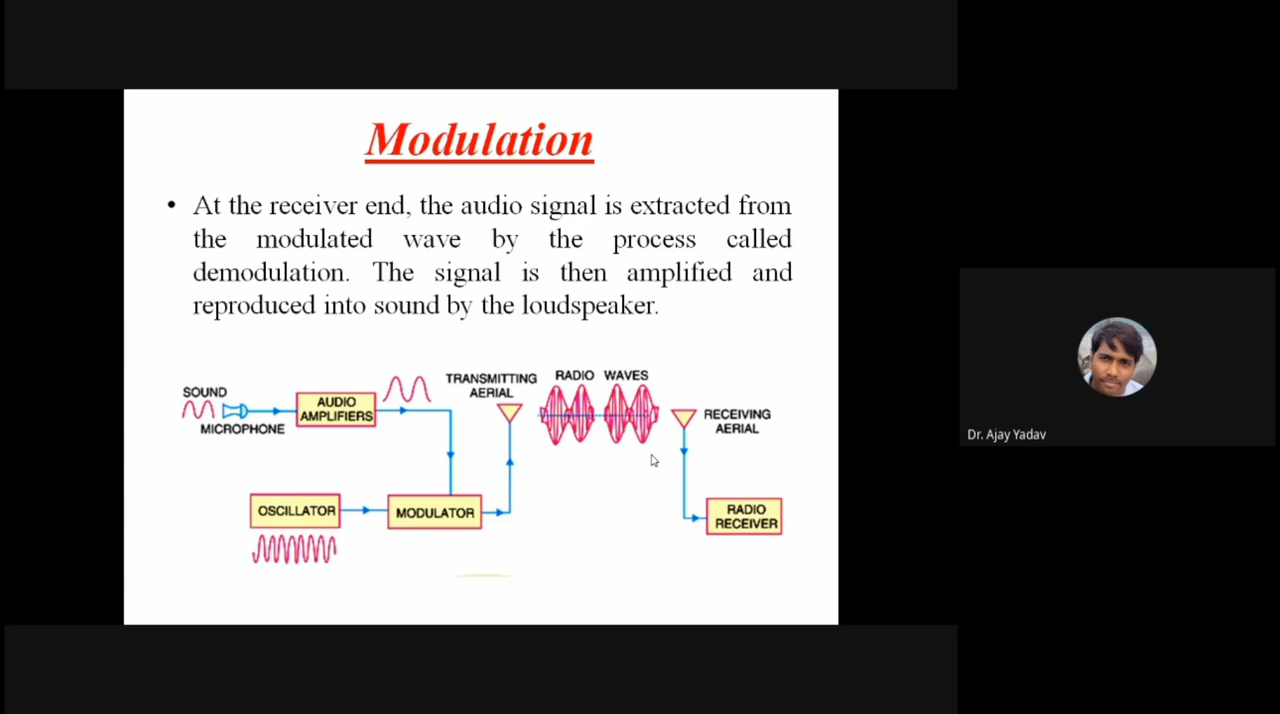 Modulation
• At the receiver end, the audio signal is extracted from
the modulated wave by the process called
demodulation. The signal is then amplified and
reproduced into sound by the loudspeaker.
SOUND
MICROPHONE
AUDIO
AMPLIFIERS
TRANSMITTING
AERIAL
RADIO WAVES
RECEIVING
AERIAL
OSCILLATOR
MODULATOR
RADIO
RECEIVER
Dr. Ajay Yadav